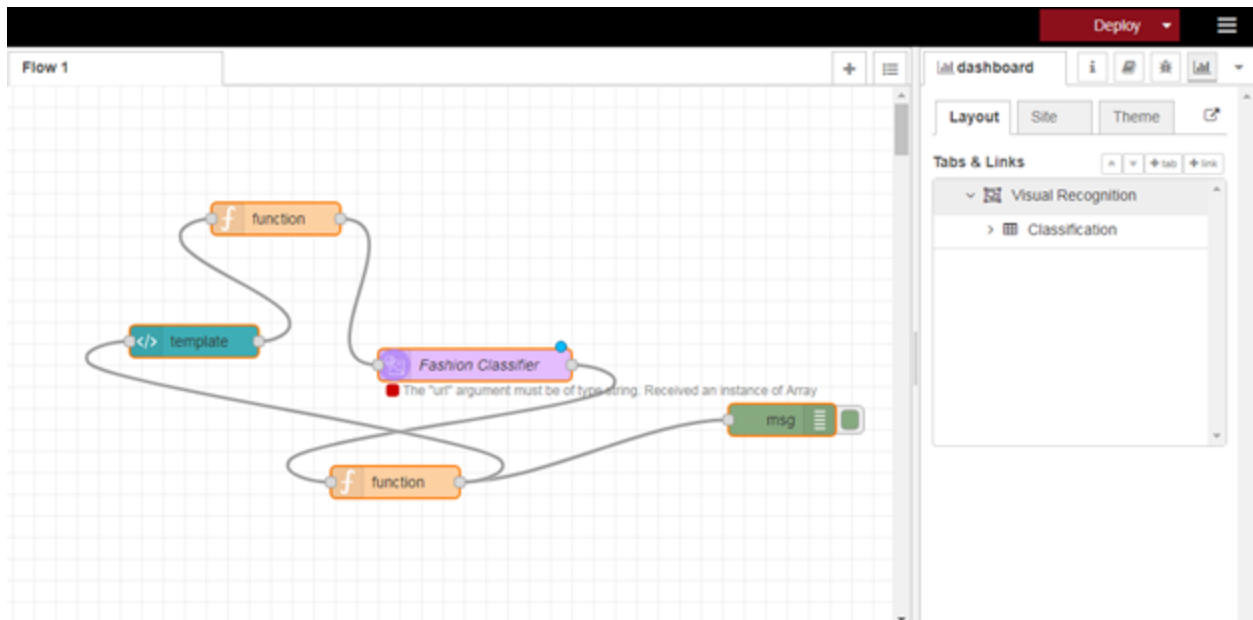 Deploy
Flow 1
dashboard
i
Layout
Site
Theme
Tabs & Links
tab
link
Visual Recognition
Classification
function
</> template
Fashion Classifier
The "url" argument must be of type string. Received an instance of Array
msg
function